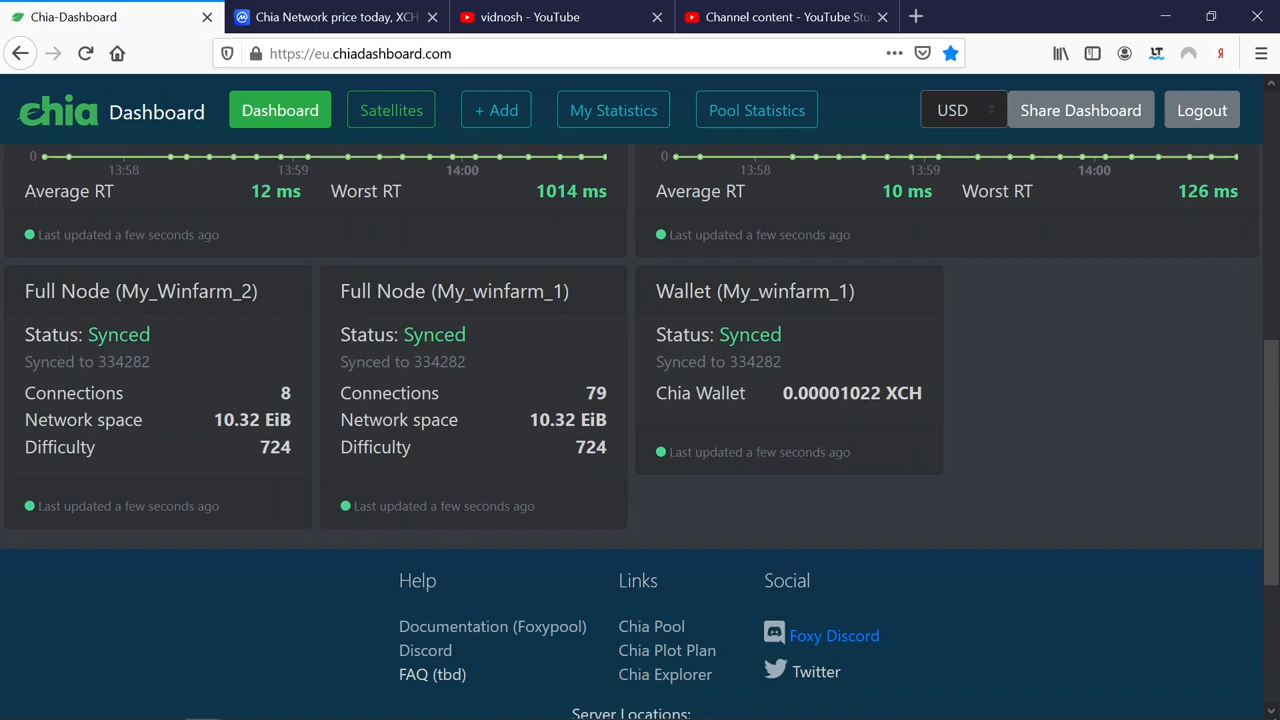 Chia-Dashboard
Chia Network price today, XCH
vidnosh - YouTube
Channel content - YouTube Stu
https://eu.chiadashboard.com
chia Dashboard Dashboard Satellites + Add My Statistics Pool Statistics USD Share Dashboard Logout
0 13:58 13:59 14:00
Average RT 12 ms Worst RT 1014 ms
Last updated a few seconds ago
0 13:58 13:59 14:00
Average RT 10 ms Worst RT 126 ms
Last updated a few seconds ago
Full Node (My_Winfarm_2)
Status: Synced
Synced to 334282
Connections 8
Network space 10.32 EiB
Difficulty 724
Last updated a few seconds ago
Full Node (My_winfarm_1)
Status: Synced
Synced to 334282
Connections 79
Network space 10.32 EiB
Difficulty 724
Last updated a few seconds ago
Wallet (My_winfarm_1)
Status: Synced
Synced to 334282
Chia Wallet 0.00001022 XCH
Last updated a few seconds ago
Help
Documentation (Foxypool)
Discord
FAQ (tbd)
Links
Chia Pool
Chia Plot Plan
Chia Explorer
Social
Foxy Discord
Twitter
Server Locations: